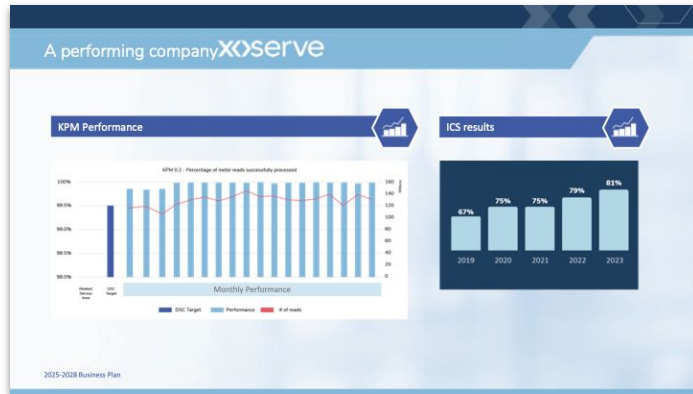 A performing company xoserve
KPM Performance
ICS results
KPM 0.2 - Percentage of meter reads successfully processed
100%
99.5%
99.0%
98.5%
98.0%
160
140
120
100
80
60
40
20
0
Related
Service
Area
DSC
Target
Monthly Performance
DSC Target
Performance
# of reads
67%
75%
75%
79%
81%
2019
2020
2021
2022
2023
2025-2028 Business Plan